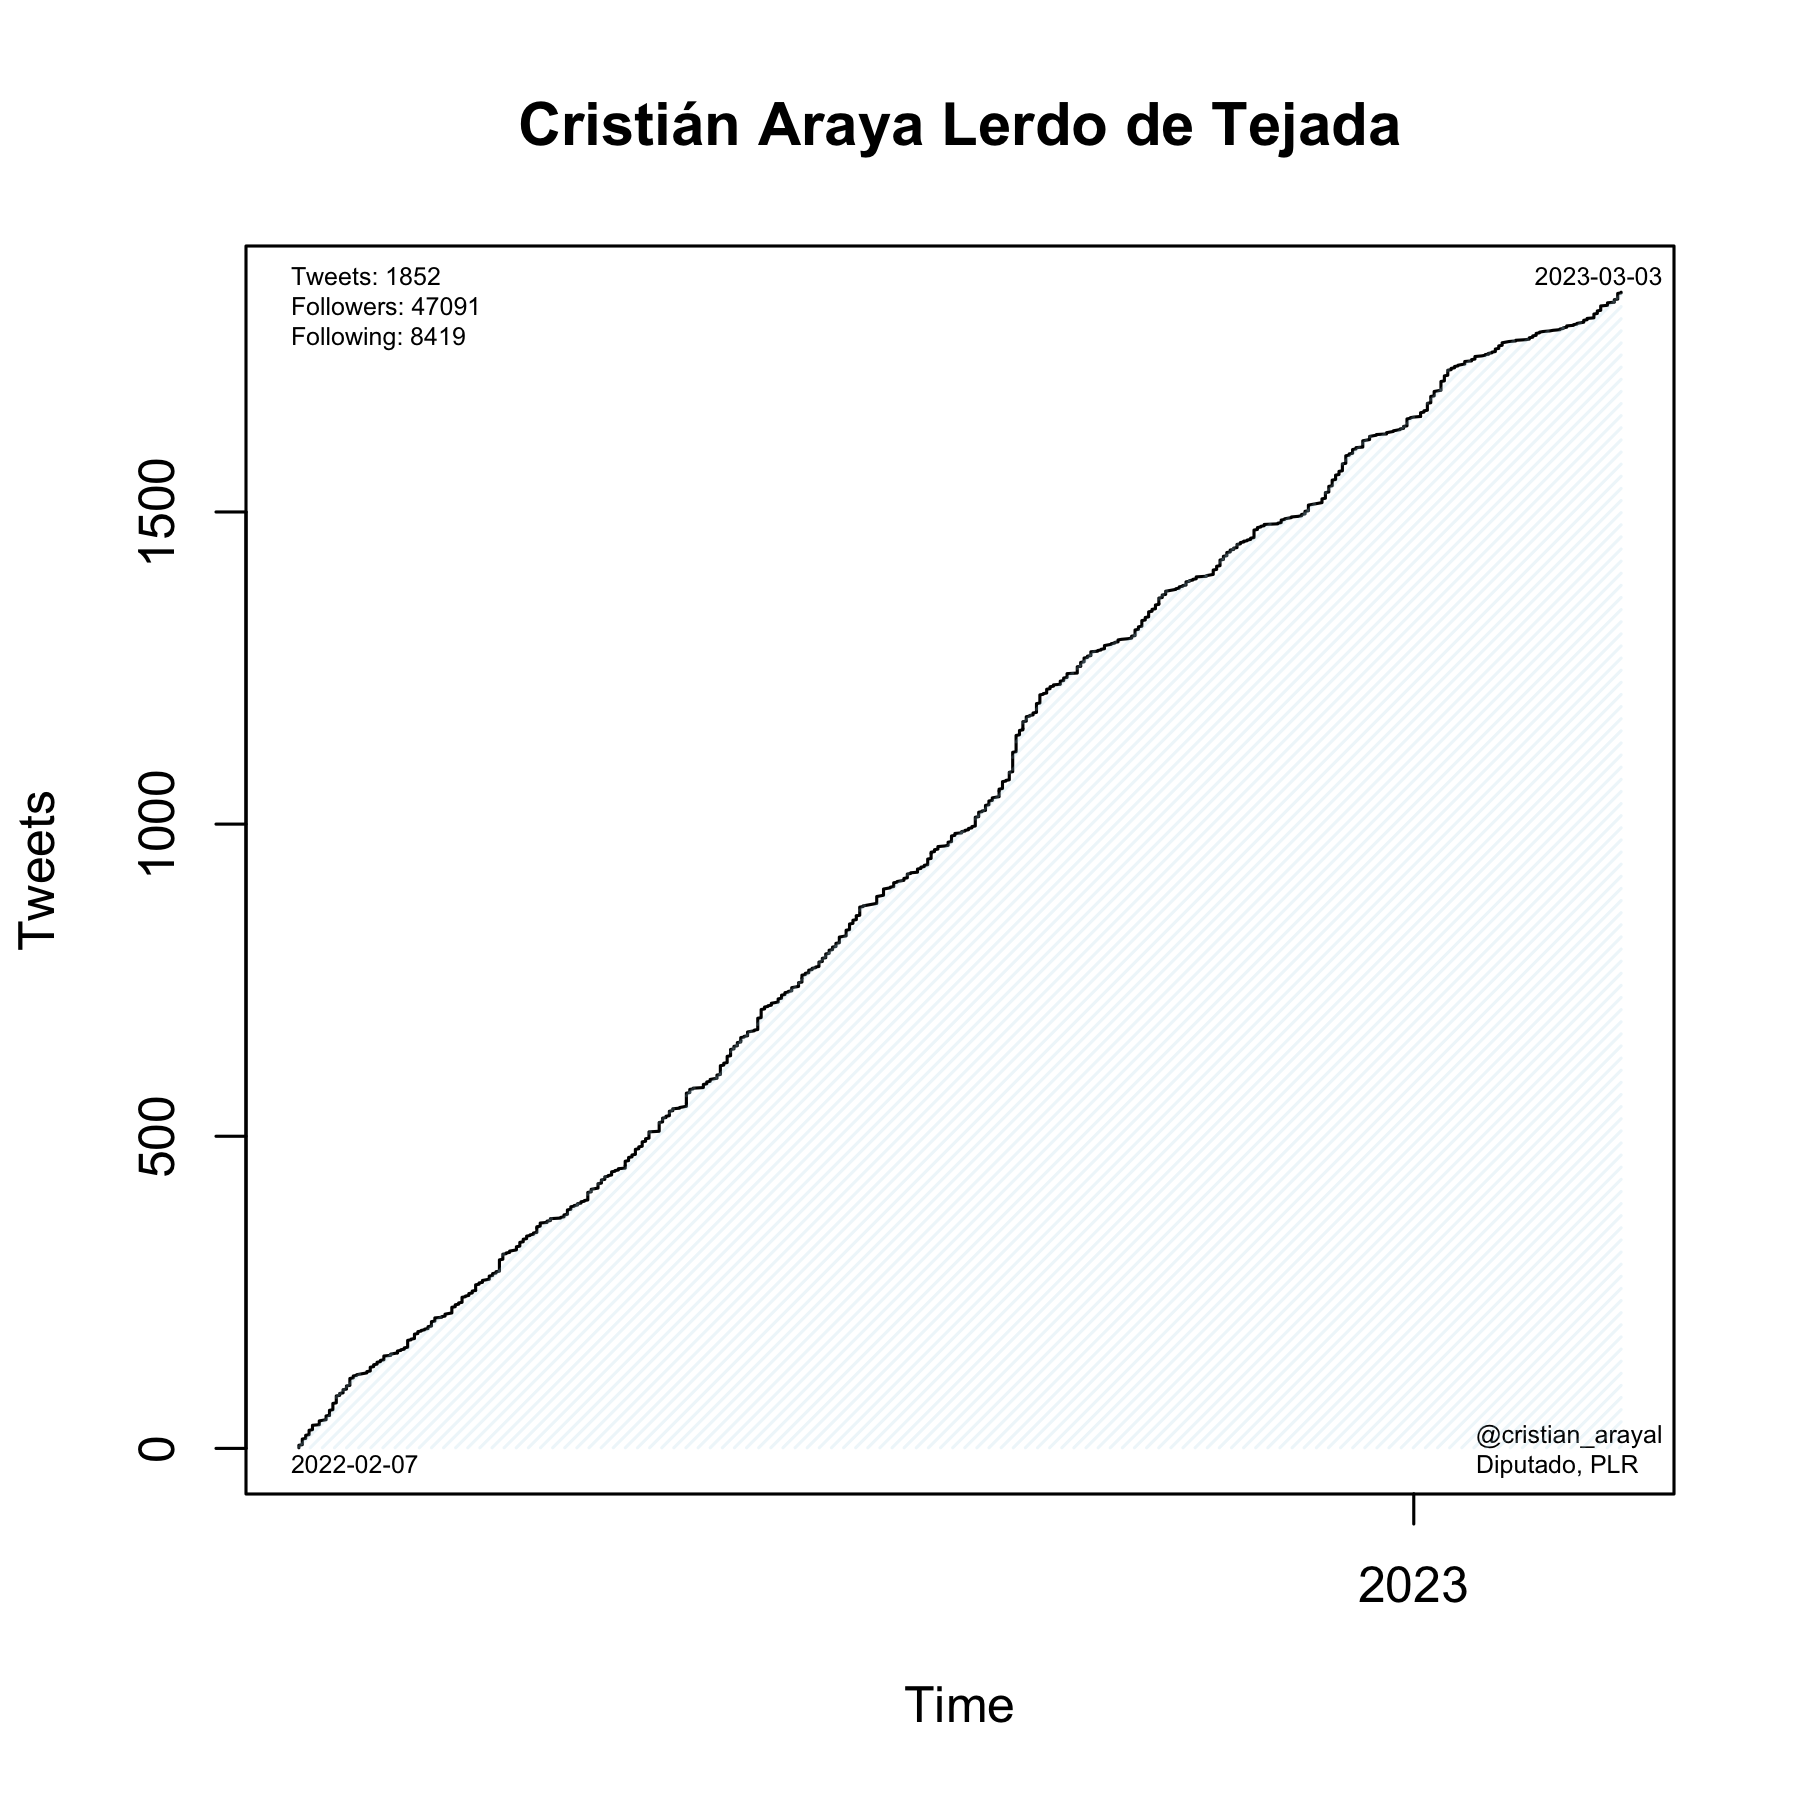 Cristián Araya Lerdo de Tejada
Tweets: 1852
Followers: 47091
Following: 8419
2023-03-03
1500
1000
500
0
Tweets
2022-02-07
@cristian_arayal
Diputado, PLR
2023
Time